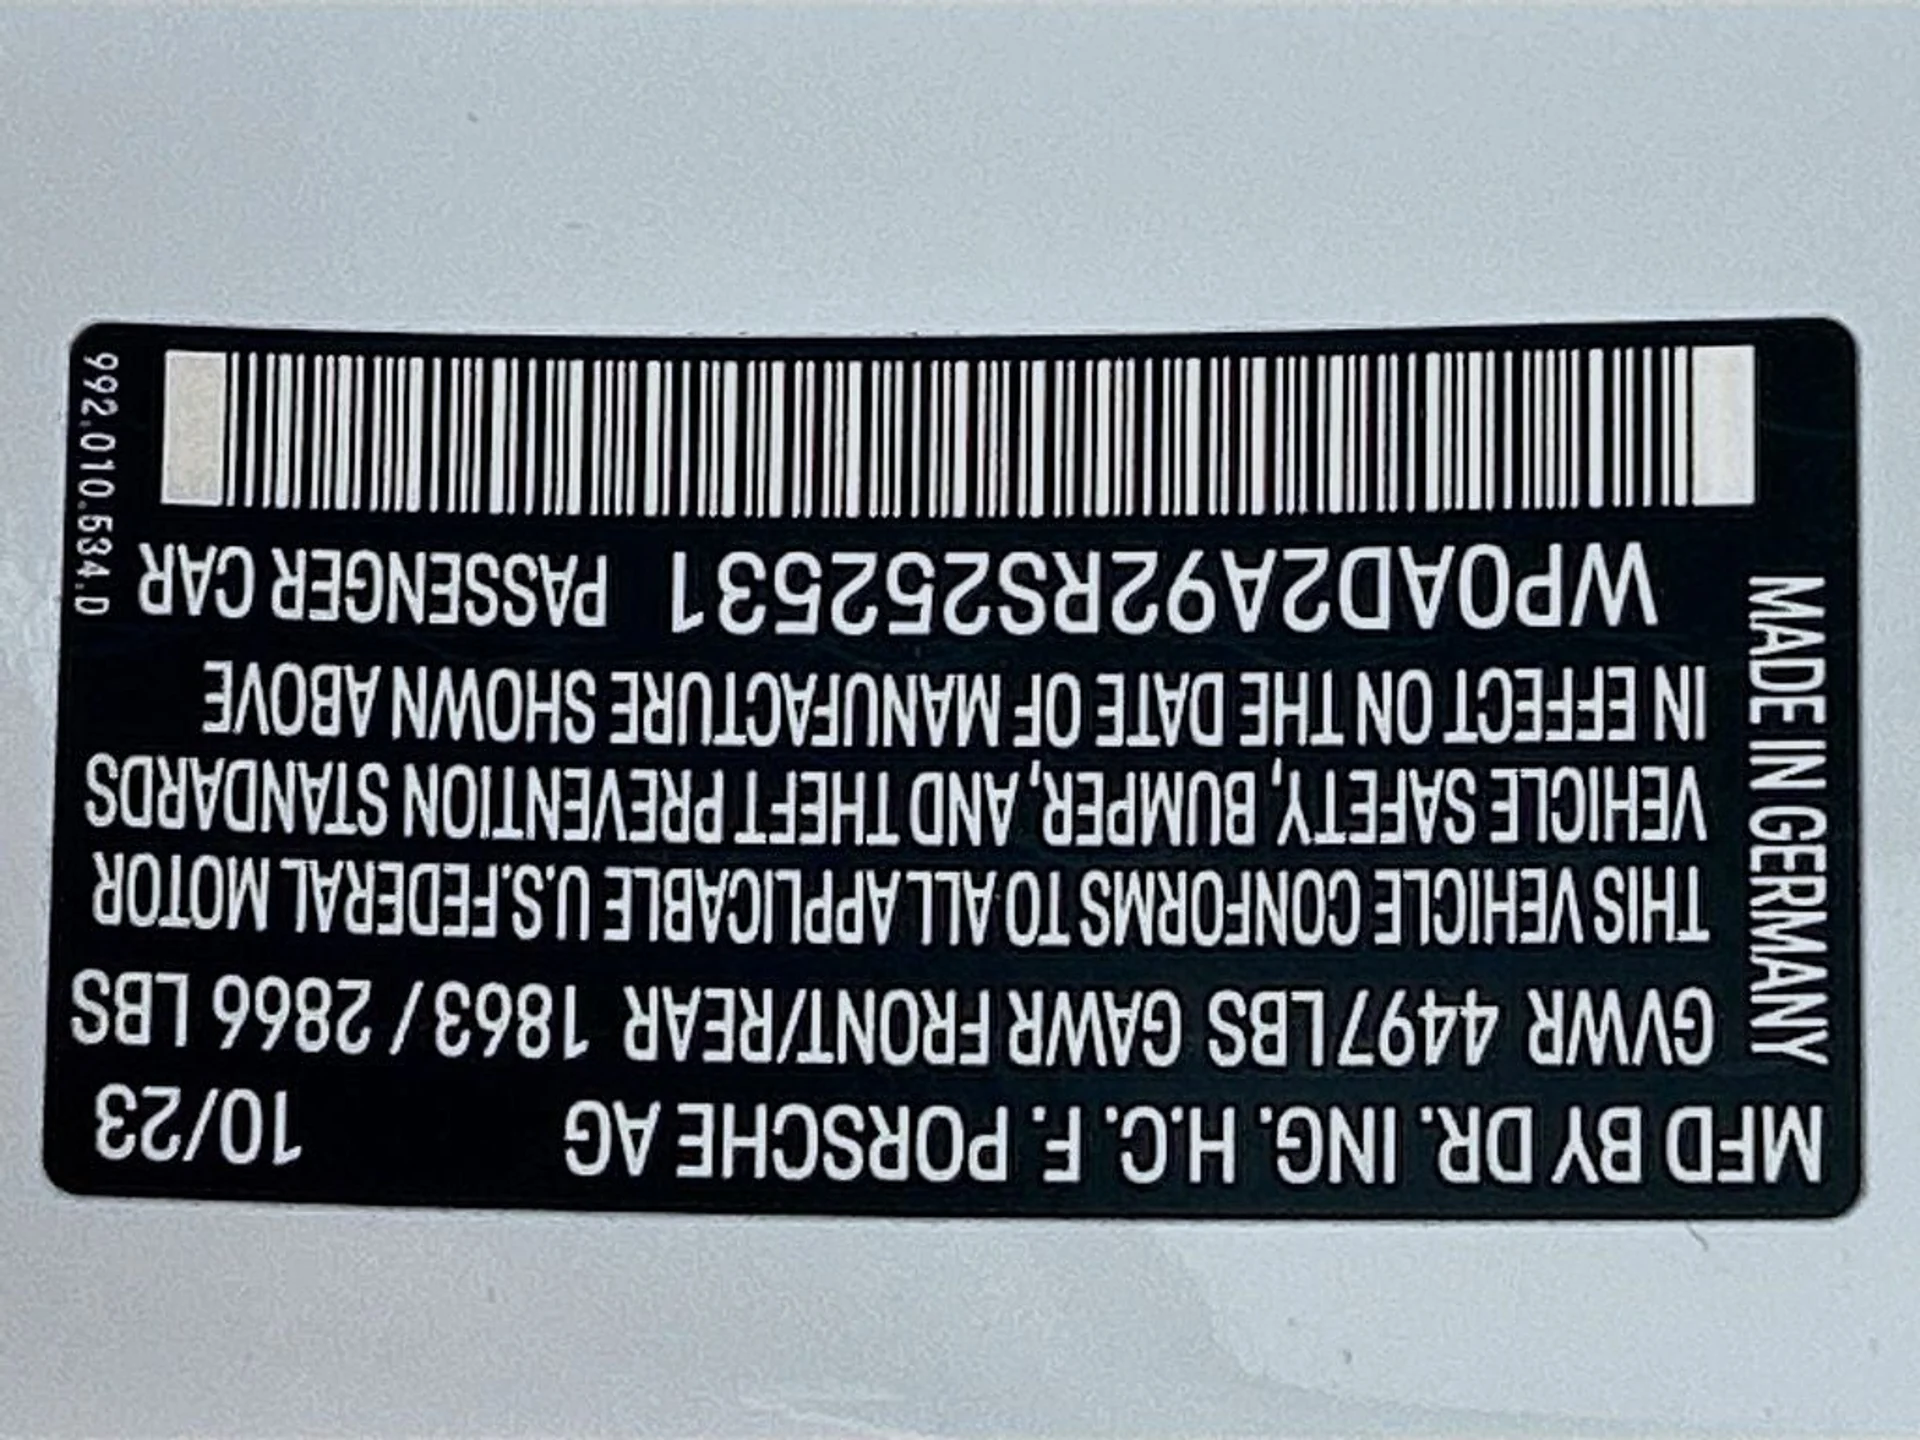 MFD BY DR. ING. H.C. F. PORSCHE AG 10/23
GVWR 4497 LBS GAWR FRONT/REAR 1863 / 2866 LBS
THIS VEHICLE CONFORMS TO ALL APPLICABLE U.S.FEDERAL MOTOR
VEHICLE SAFETY, BUMPER, AND THEFT PREVENTION STANDARDS
IN EFFECT ON THE DATE OF MANUFACTURE SHOWN ABOVE
WP0AD2A92RS252531 PASSENGER CAR
MADE IN GERMANY
992.010.534.D